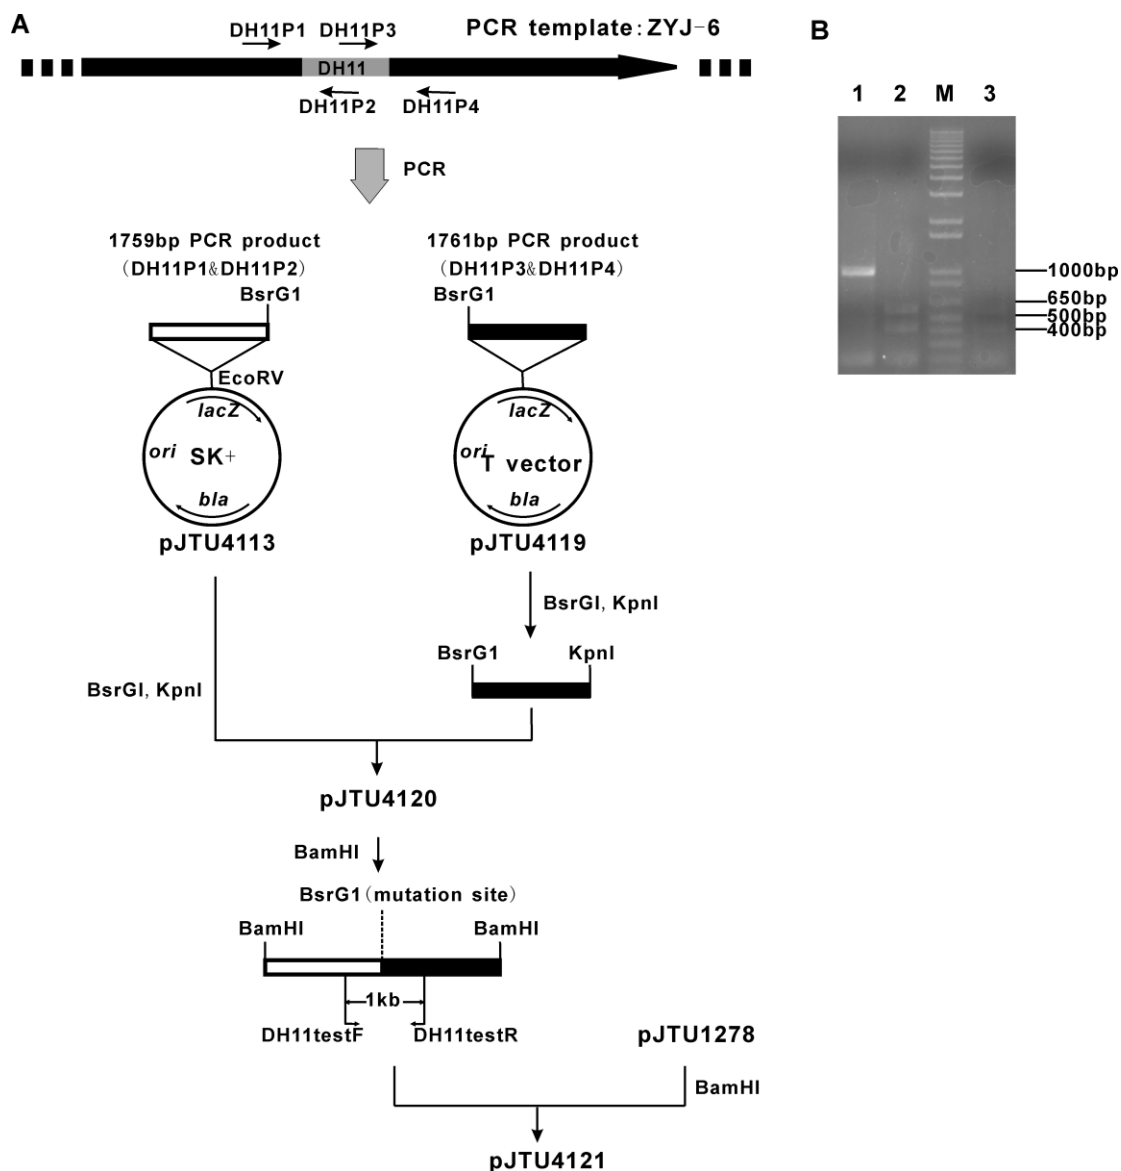 A
DH11P1 DH11P3 PCR template:ZYJ-6
DH11
DH11P2 DH11P4
PCR
1759bp PCR product
(DH11P1&DH11P2)
BsrG1
EcoRV
lacZ
ori SK+
bla
pJTU4113
1761bp PCR product
(DH11P3&DH11P4)
BsrG1
lacZ
ori T vector
bla
pJTU4119
BsrGI, KpnI
BsrG1 KpnI
BsrGI, KpnI
pJTU4120
BamHI
BsrG1(mutation site)
BamHI BamHI
1kb
DH11testF DH11testR
pJTU1278
BamHI
pJTU4121
B
1 2 M 3
1000bp
650bp
500bp
400bp